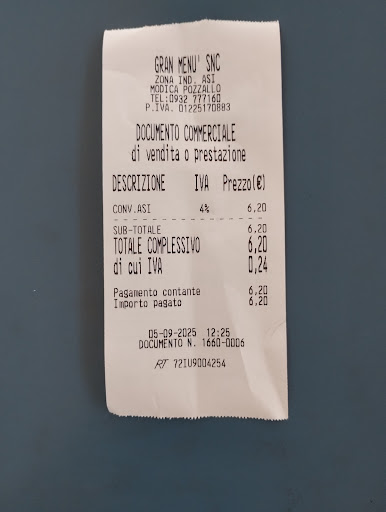 GRAN MENU' SNC
ZONA IND. ASI
MODICA POZZALLO
TEL:0932 777160
P.IVA. 01225170883
DOCUMENTO COMMERCIALE
di vendita o prestazione
DESCRIZIONE IVA Prezzo(€)
CONV.ASI 4% 6,20
SUB-TOTALE 6,20
TOTALE COMPLESSIVO 6,20
di cui IVA 0,24
Pagamento contante 6,20
Importo pagato 6,20
05-09-2025 12:25
DOCUMENTO N. 1660-0006
RT 72IU9004254